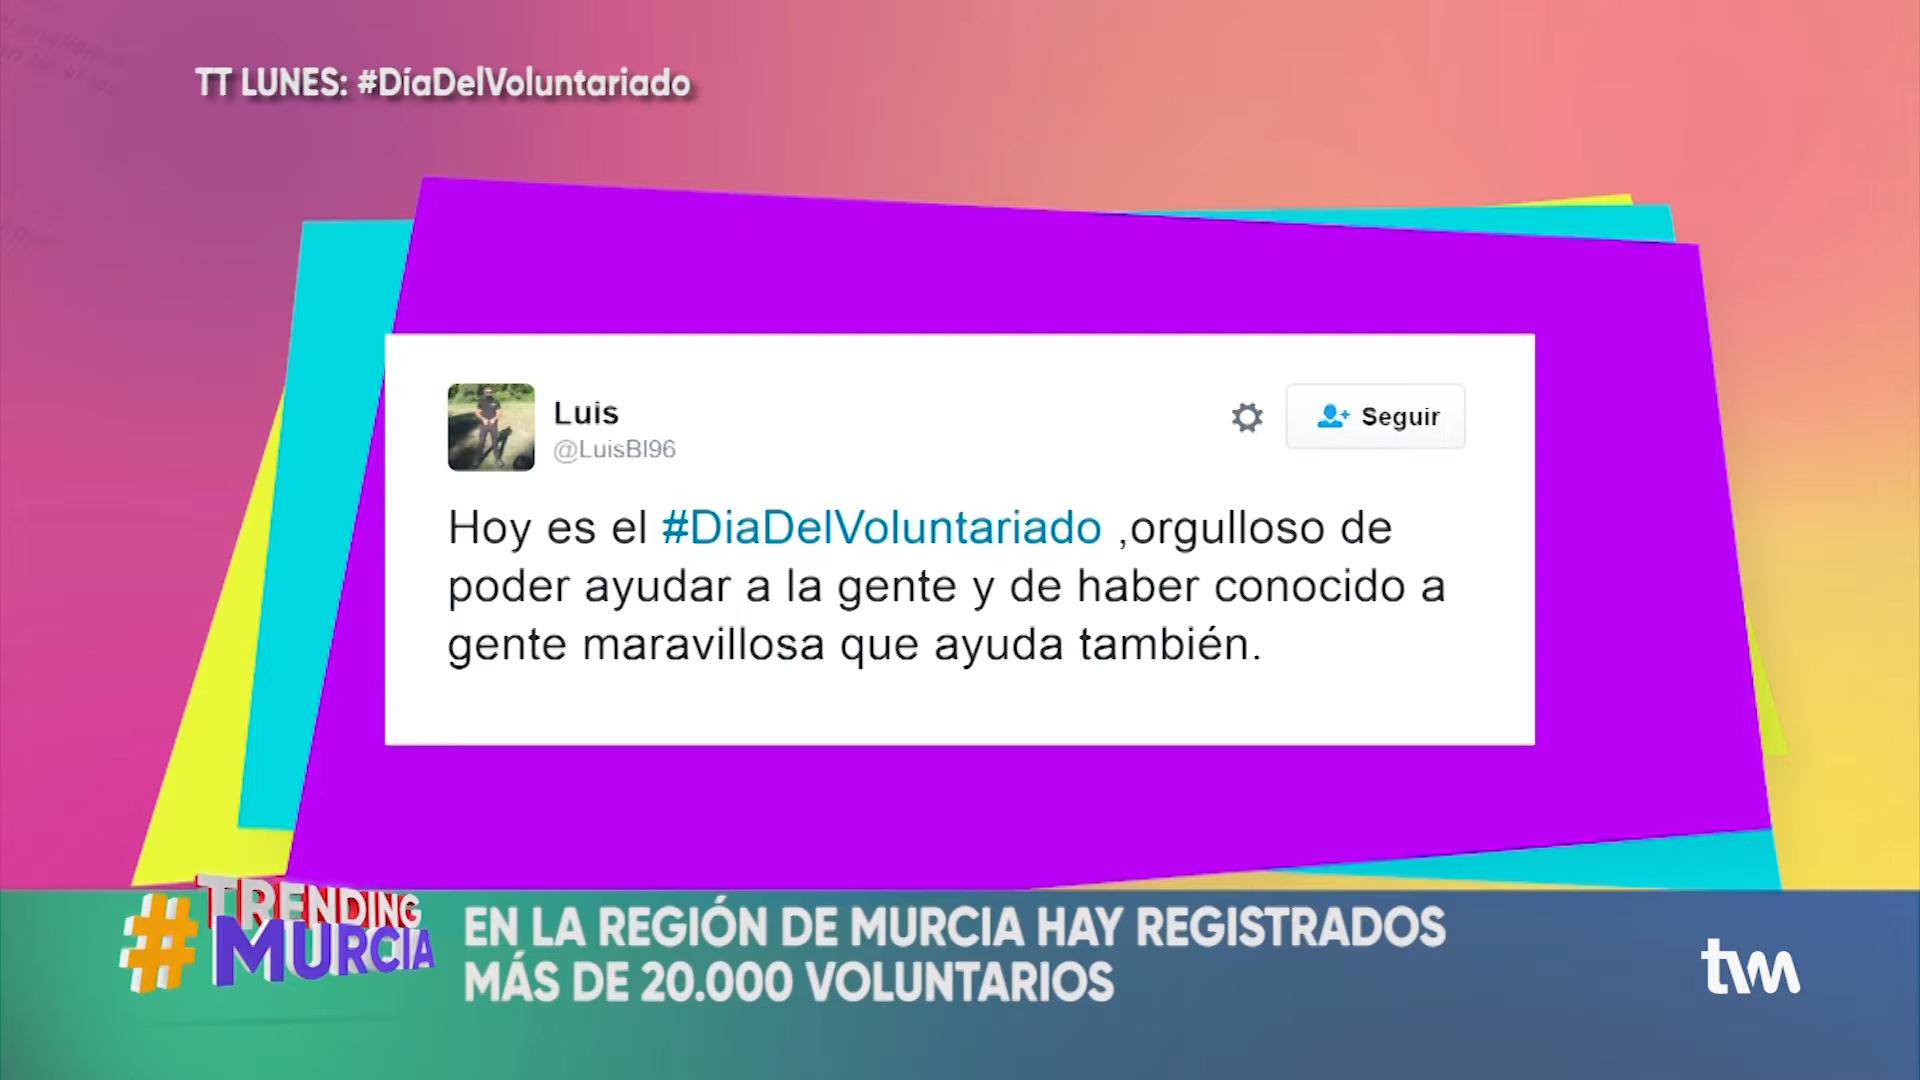 TT LUNES: #DíaDelVoluntariado
Luis
@LuisBl96
Seguir
Hoy es el #DiaDelVoluntariado ,orgulloso de
poder ayudar a la gente y de haber conocido a
gente maravillosa que ayuda también.
#TRENDING
MURCIA
EN LA REGIÓN DE MURCIA HAY REGISTRADOS
MÁS DE 20.000 VOLUNTARIOS
tvm